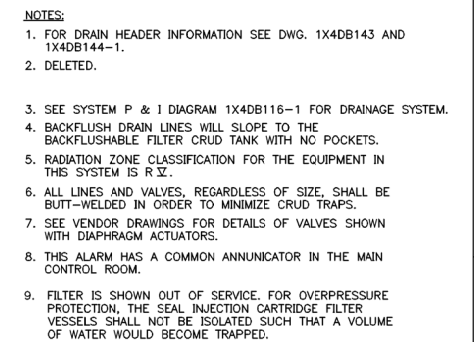 NOTES:
1. FOR DRAIN HEADER INFORMATION SEE DWG. 1X4DB143 AND
1X4DB144-1.
2. DELETED.
3. SEE SYSTEM P & I DIAGRAM 1X4DB116-1 FOR DRAINAGE SYSTEM.
4. BACKFLUSH DRAIN LINES WILL SLOPE TO THE
BACKFLUSHABLE FILTER CRUD TANK WITH NO POCKETS.
5. RADIATION ZONE CLASSIFICATION FOR THE EQUIPMENT IN
THIS SYSTEM IS R V.
6. ALL LINES AND VALVES, REGARDLESS OF SIZE, SHALL BE
BUTT-WELDED IN ORDER TO MINIMIZE CRUD TRAPS.
7. SEE VENDOR DRAWINGS FOR DETAILS OF VALVES SHOWN
WITH DIAPHRAGM ACTUATORS.
8. THIS ALARM HAS A COMMON ANNUNICATOR IN THE MAIN
CONTROL ROOM.
9. FILTER IS SHOWN OUT OF SERVICE. FOR OVERPRESSURE
PROTECTION, THE SEAL INJECTION CARTRIDGE FILTER
VESSELS SHALL NOT BE ISOLATED SUCH THAT A VOLUME
OF WATER WOULD BECOME TRAPPED.